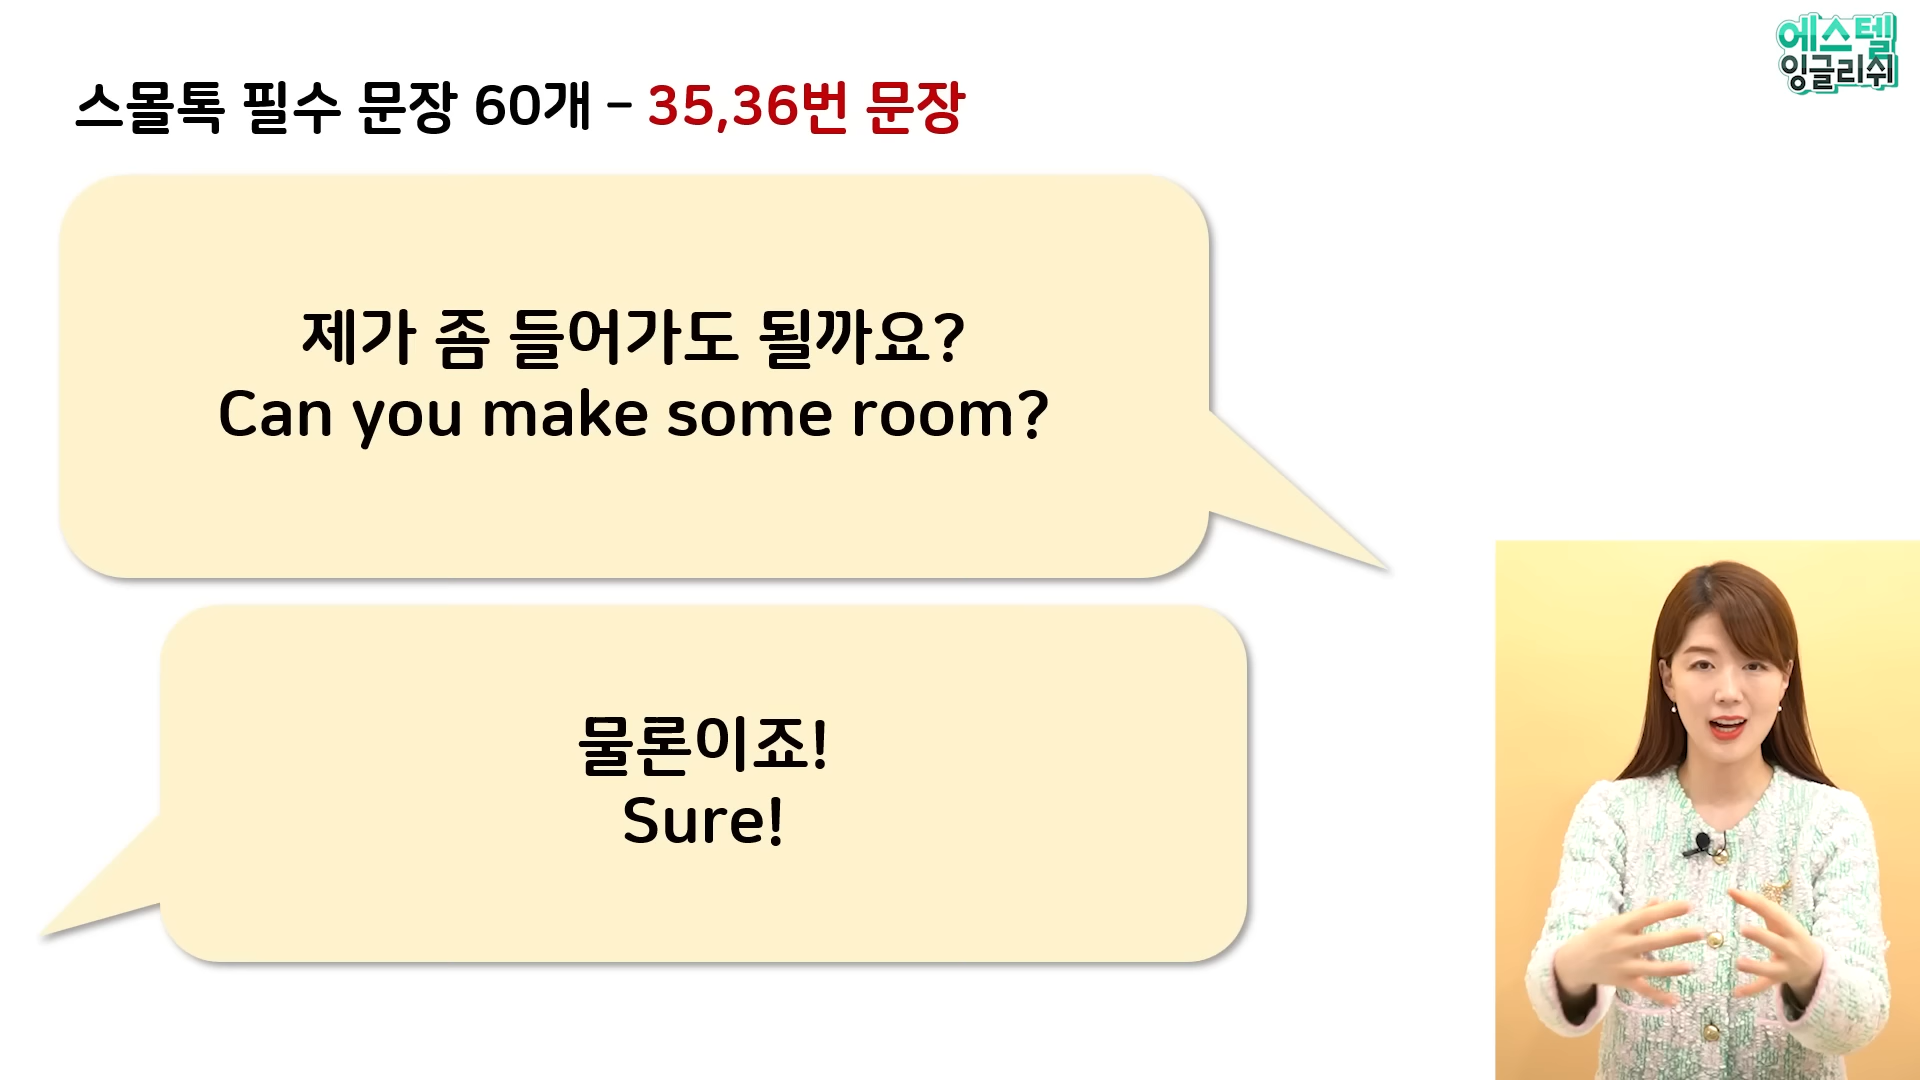 에스텔
잉글리쉬
스몰톡 필수 문장 60개 – 35,36번 문장
제가 좀 들어가도 될까요?
Can you make some room?
물론이죠!
Sure!